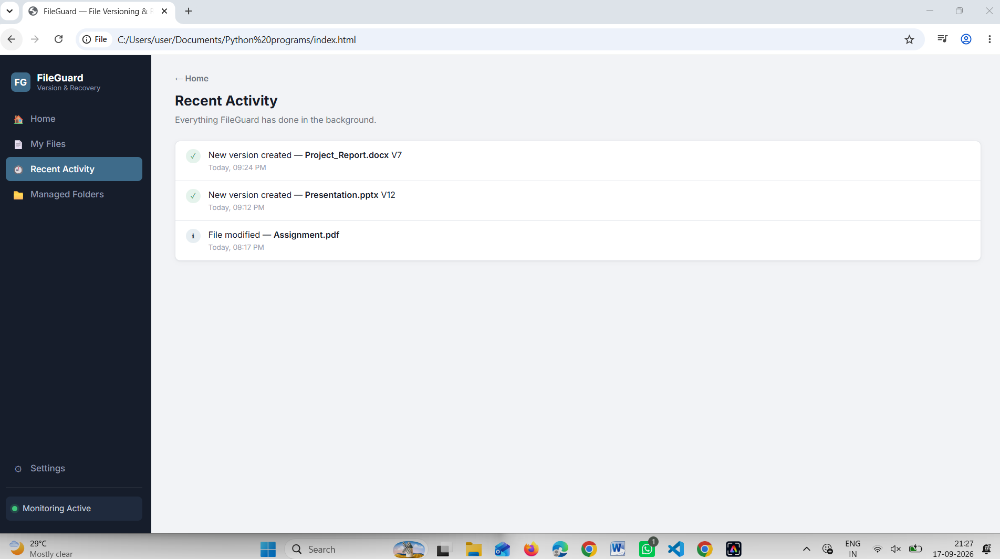 FileGuard — File Versioning &
File
C:/Users/user/Documents/Python%20programs/index.html
FG
FileGuard
Version & Recovery
Home
My Files
Recent Activity
Managed Folders
Settings
Monitoring Active
← Home
Recent Activity
Everything FileGuard has done in the background.
✓ New version created — Project_Report.docx V7
Today, 09:24 PM
✓ New version created — Presentation.pptx V12
Today, 09:12 PM
i File modified — Assignment.pdf
Today, 08:17 PM
29°C
Mostly clear
Search
1
ENG
IN
21:27
17-09-2026